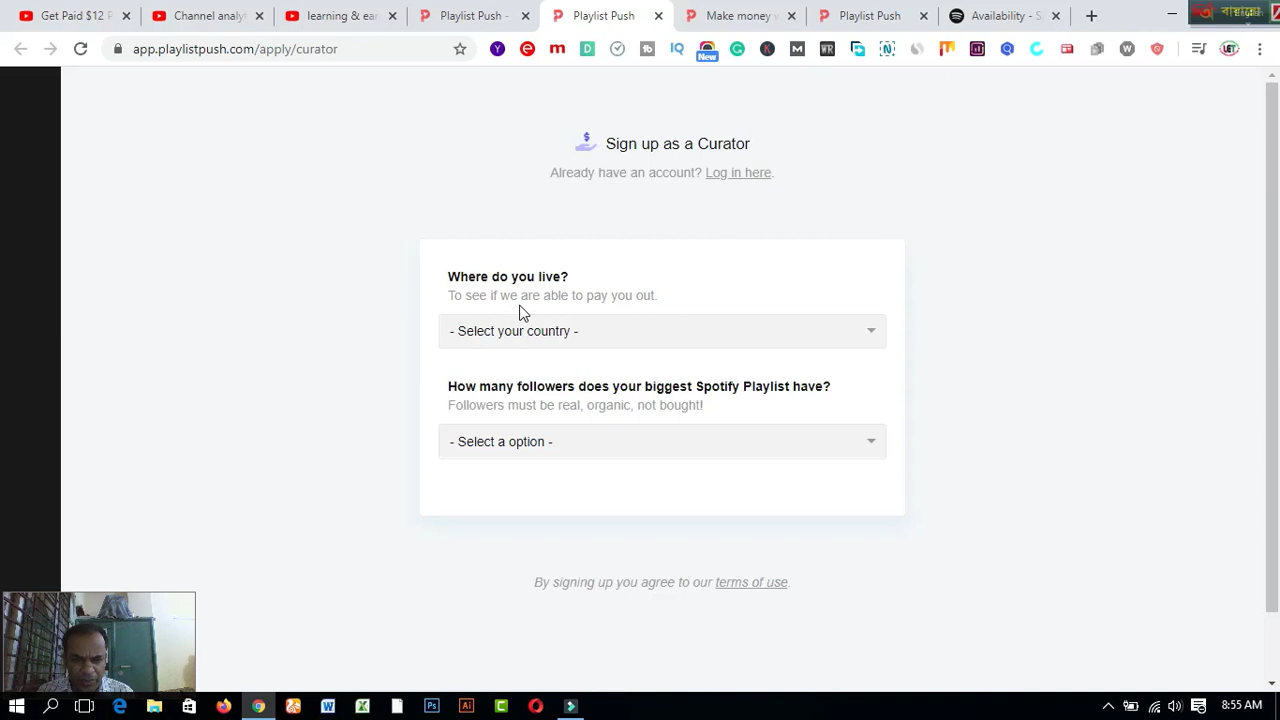 Get Paid $12 P
Channel analy
learning & ea
Playlist Push
Playlist Push
Make money
Playlist Push
ailability - S
বায়ান্নো
app.playlistpush.com/apply/curator
New
Sign up as a Curator
Already have an account? Log in here.
Where do you live?
To see if we are able to pay you out.
- Select your country -
How many followers does your biggest Spotify Playlist have?
Followers must be real, organic, not bought!
- Select a option -
By signing up you agree to our terms of use.
8:55 AM